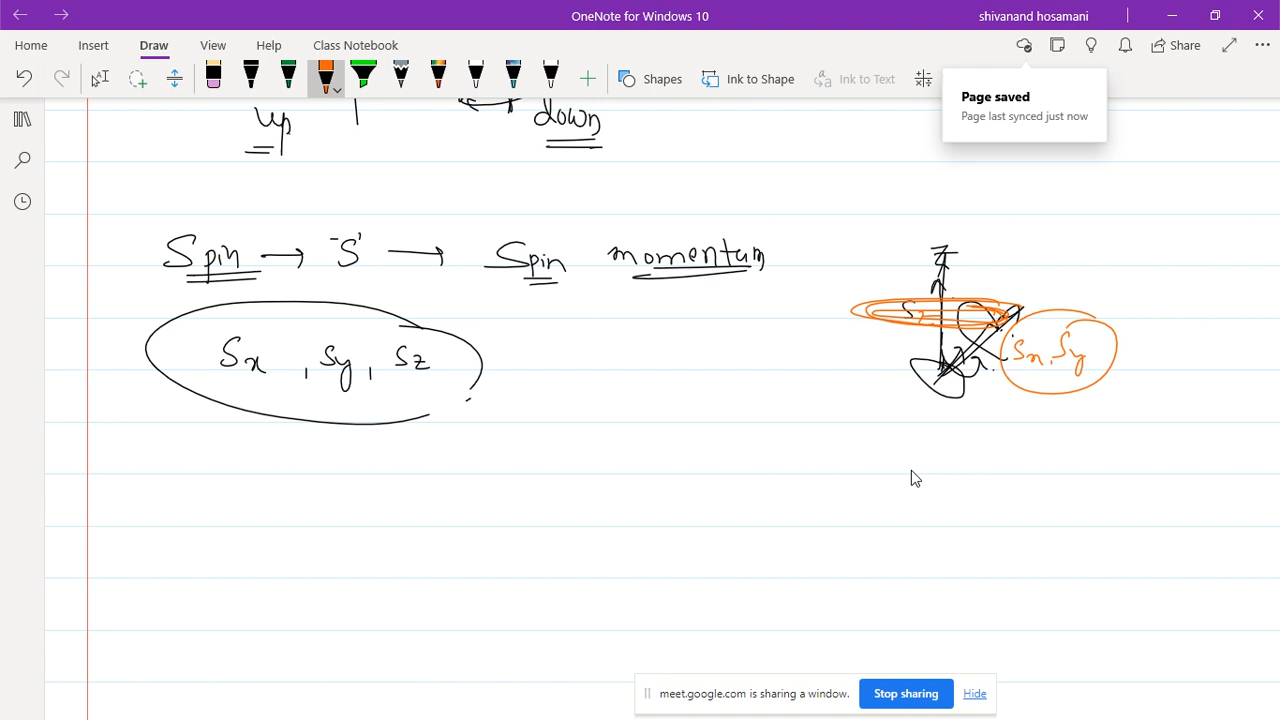 OneNote for Windows 10
shivanand hosamani
Home Insert Draw View Help Class Notebook
Share
Shapes Ink to Shape Ink to Text
Page saved
Page last synced just now
up down
Spin → 'S' → Spin momentum
Z
Sx , Sy , Sz
Sz
Sx, Sy
meet.google.com is sharing a window. Stop sharing Hide